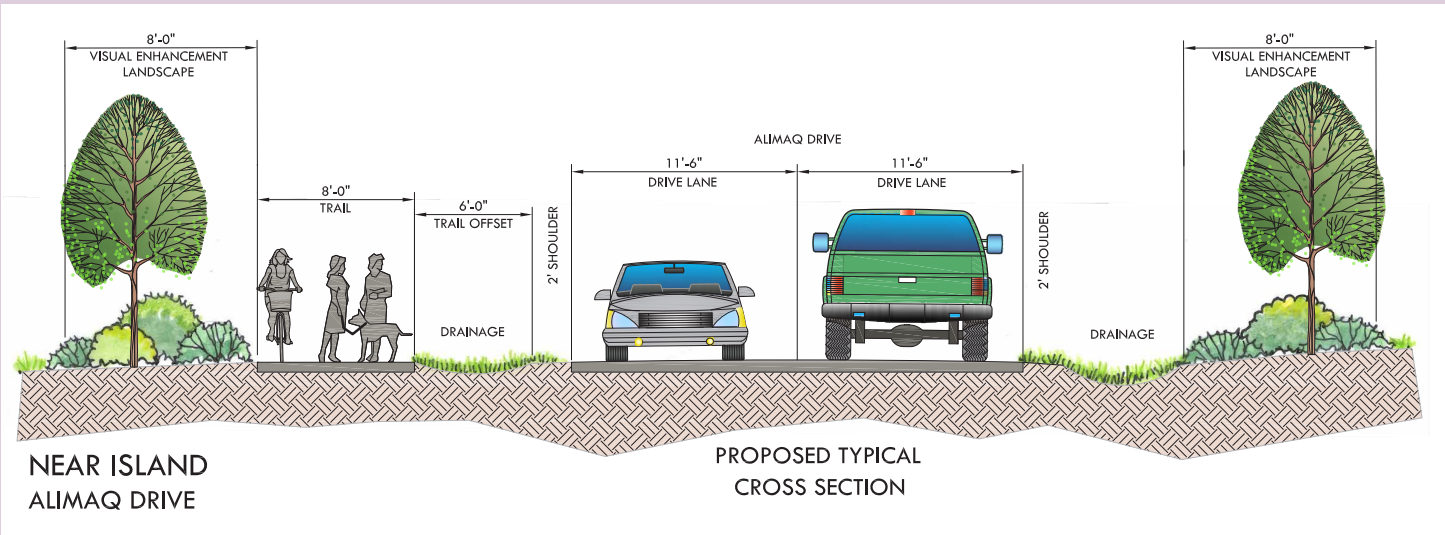 8'-0"
VISUAL ENHANCEMENT
LANDSCAPE
8'-0"
VISUAL ENHANCEMENT
LANDSCAPE
ALIMAQ DRIVE
11'-6"
DRIVE LANE
11'-6"
DRIVE LANE
8'-0"
TRAIL
6'-0"
TRAIL OFFSET
2' SHOULDER
2' SHOULDER
DRAINAGE
DRAINAGE
NEAR ISLAND
ALIMAQ DRIVE
PROPOSED TYPICAL
CROSS SECTION